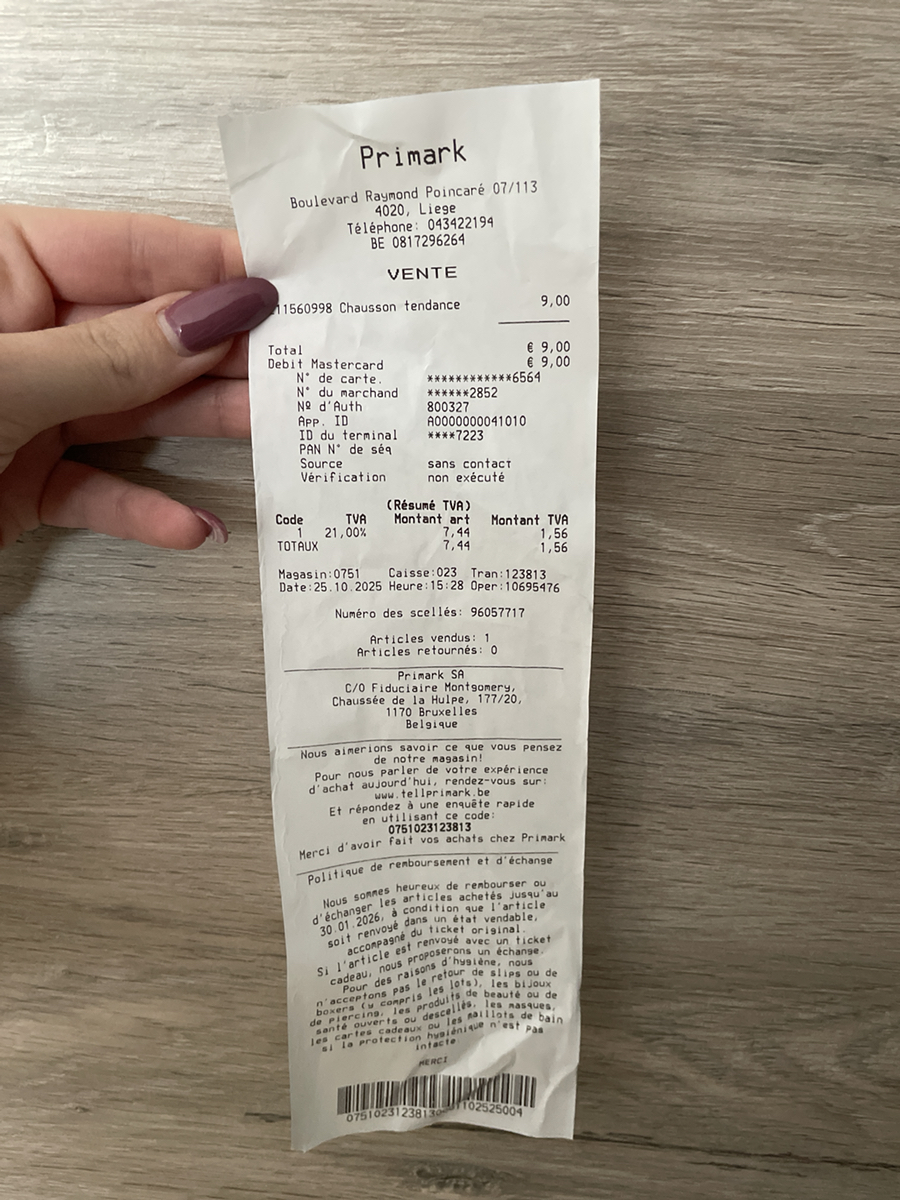 Primark
Boulevard Raymond Poincaré 07/113
4020, Liege
Téléphone: 043422194
BE 0817296264
VENTE
11560998 Chausson tendance 9,00
Total € 9,00
Debit Mastercard € 9,00
N° de carte. ************6564
N° du marchand ******2852
Nº d'Auth 800327
App. ID A0000000041010
ID du terminal ****7223
PAN N° de séq
Source sans contact
Vérification non exécuté
(Résumé TVA)
Code TVA Montant art Montant TVA
1 21,00% 7,44 1,56
TOTAUX 7,44 1,56
Magasin:0751 Caisse:023 Tran:123813
Date:25.10.2025 Heure:15:28 Oper:10695476
Numéro des scellés: 96057717
Articles vendus: 1
Articles retournés: 0
Primark SA
C/O Fiduciaire Montgomery,
Chaussée de la Hulpe, 177/20,
1170 Bruxelles
Belgique
Nous aimerions savoir ce que vous pensez
de notre magasin!
Pour nous parler de votre expérience
d'achat aujourd'hui, rendez-vous sur:
www.tellprimark.be
Et répondez à une enquête rapide
en utilisant ce code:
0751023123813
Merci d'avoir fait vos achats chez Primark
Politique de remboursement et d'échange
Nous sommes heureux de rembourser ou
d'échanger les articles achetés jusqu'au
30.01.2026, à condition que l'article
soit renvoyé dans un état vendable,
accompagné du ticket original.
Si l'article est renvoyé avec un ticket
cadeau, nous proposerons un échange.
Pour des raisons d'hygiène, nous
n'acceptons pas le retour de slips ou de
boxers (y compris les lots), les bijoux
de piercing, les produits de beauté ou de
santé ouverts ou descellés, les masques,
les cartes cadeaux ou les maillots de bain
si la protection hygiénique n'est pas
intacte.
MERCI